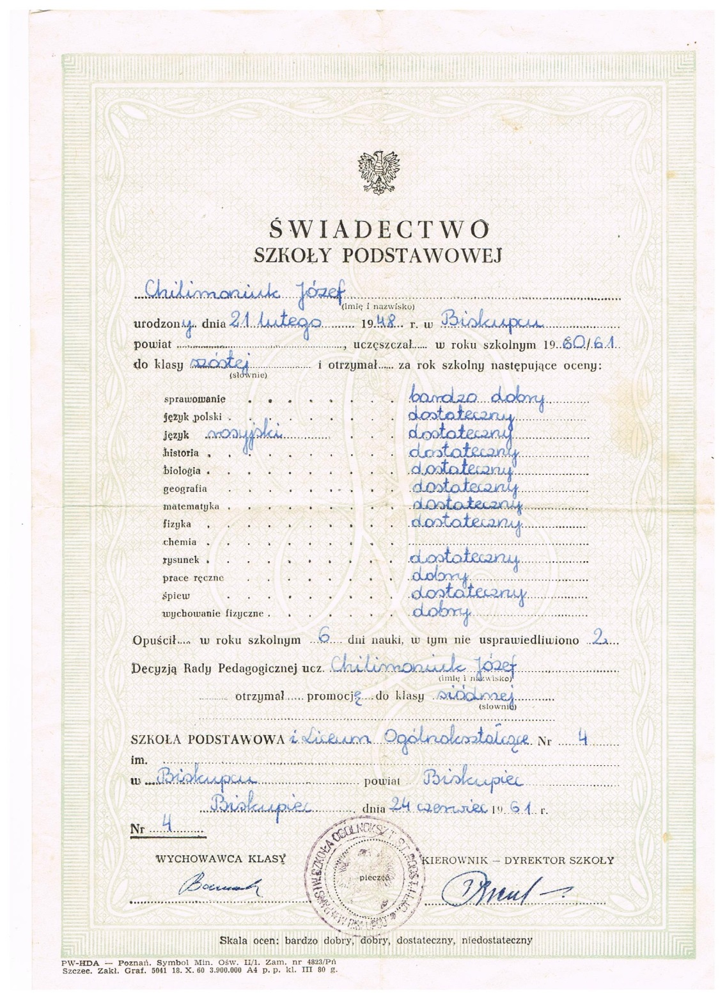 ŚWIADECTWO
SZKOŁY PODSTAWOWEJ
Chilimoniuk Józef
(imię i nazwisko)
urodzony dnia 21 lutego 1948 r. w Biskupcu
powiat ........, uczęszczał..... w roku szkolnym 1960/61
do klasy szóstej i otrzymał..... za rok szkolny następujące oceny:
(słownie)
sprawowanie . . . . . . . . bardzo dobry
język polski . . . . . . . . dostateczny
język rosyjski . . . dostateczny
historia . . . . . . . . dostateczny
biologia . . . . . . . . dostateczny
geografia . . . . . . . . dostateczny
matematyka . . . . . . . . dostateczny
fizyka . . . . . . . . dostateczny
chemia . . . . . . . . ........
rysunek . . . . . . . . dostateczny
prace ręczne . . . . . . . . dobry
śpiew . . . . . . . . dostateczny
wychowanie fizyczne . . . . . . . dobry
Opuścił.... w roku szkolnym 6 dni nauki, w tym nie usprawiedliwiono 2
Decyzją Rady Pedagogicznej ucz. Chilimoniuk Józef
(imię i nazwisko)
otrzymał..... promocję do klasy siódmej
(słownie)
SZKOŁA PODSTAWOWA i Liceum Ogólnokształcące Nr 4
im. ........
w Biskupcu powiat Biskupiec
Biskupiec dnia 24 czerwiec 1961 r.
Nr 4
WYCHOWAWCA KLASY KIEROWNIK — DYREKTOR SZKOŁY
pieczęć
Skala ocen: bardzo dobry, dobry, dostateczny, niedostateczny
PW-HDA — Poznań. Symbol Min. Ośw. II/1. Zam. nr 4823/Pń
Szczec. Zakł. Graf. 5041 18. X. 60 3.900.000 A4 p. p. kl. III 80 g.